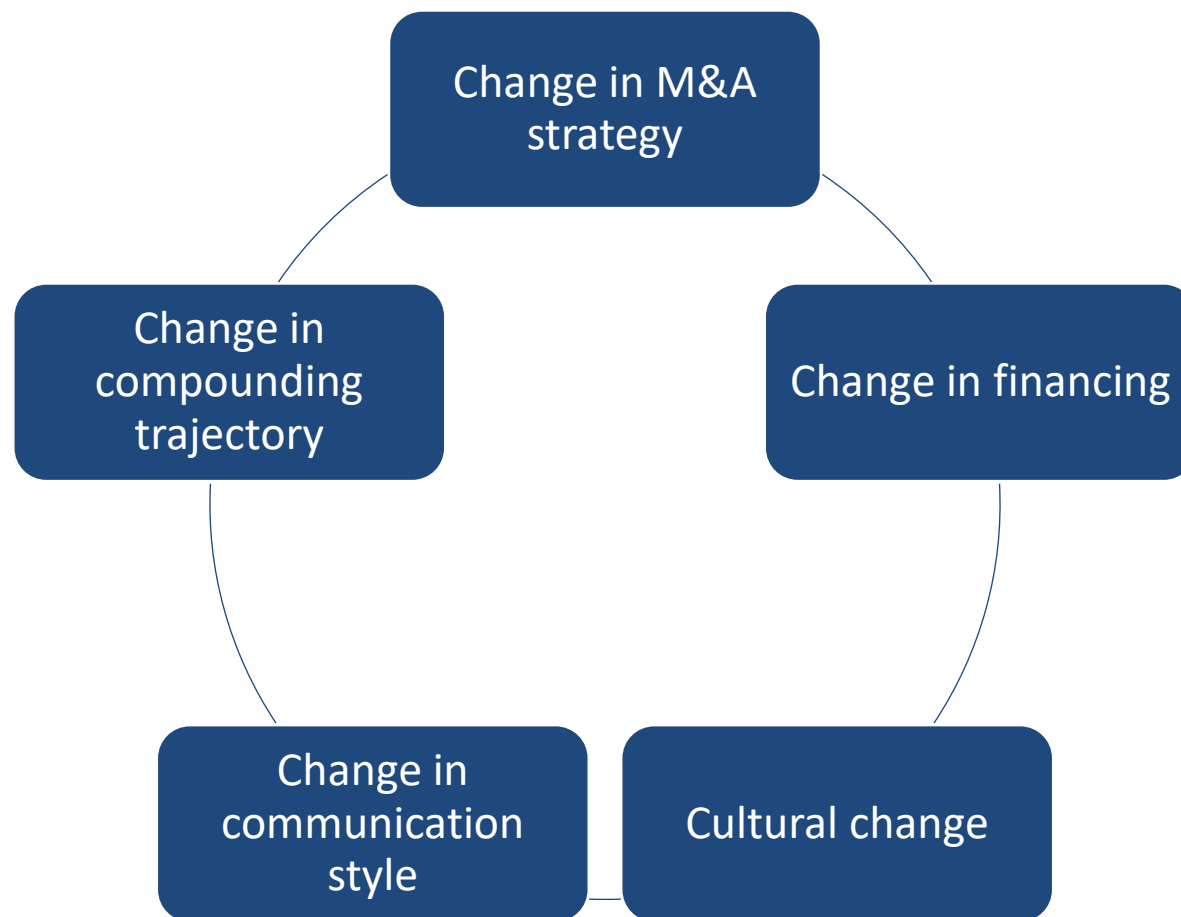 Change in M&A
strategy
Change in financing
Cultural change
Change in
communication
style
Change in
compounding
trajectory